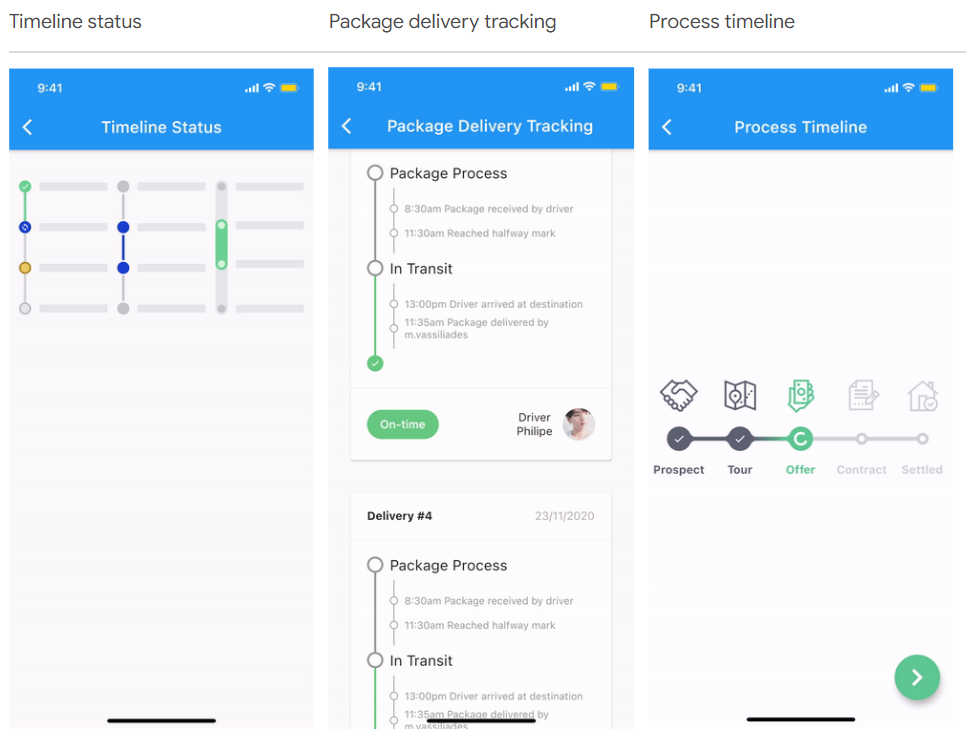 Timeline status
Package delivery tracking
Process timeline
9:41
Timeline Status
9:41
Package Delivery Tracking
Package Process
8:30am Package received by driver
11:30am Reached halfway mark
In Transit
13:00pm Driver arrived at destination
11:35am Package delivered by
m.vassiliades
On-time
Driver
Philipe
Delivery #4
23/11/2020
Package Process
8:30am Package received by driver
11:30am Reached halfway mark
In Transit
13:00pm Driver arrived at destination
11:35am Package delivered by
m.vassiliades
9:41
Process Timeline
Prospect
Tour
Offer
Contract
Settled